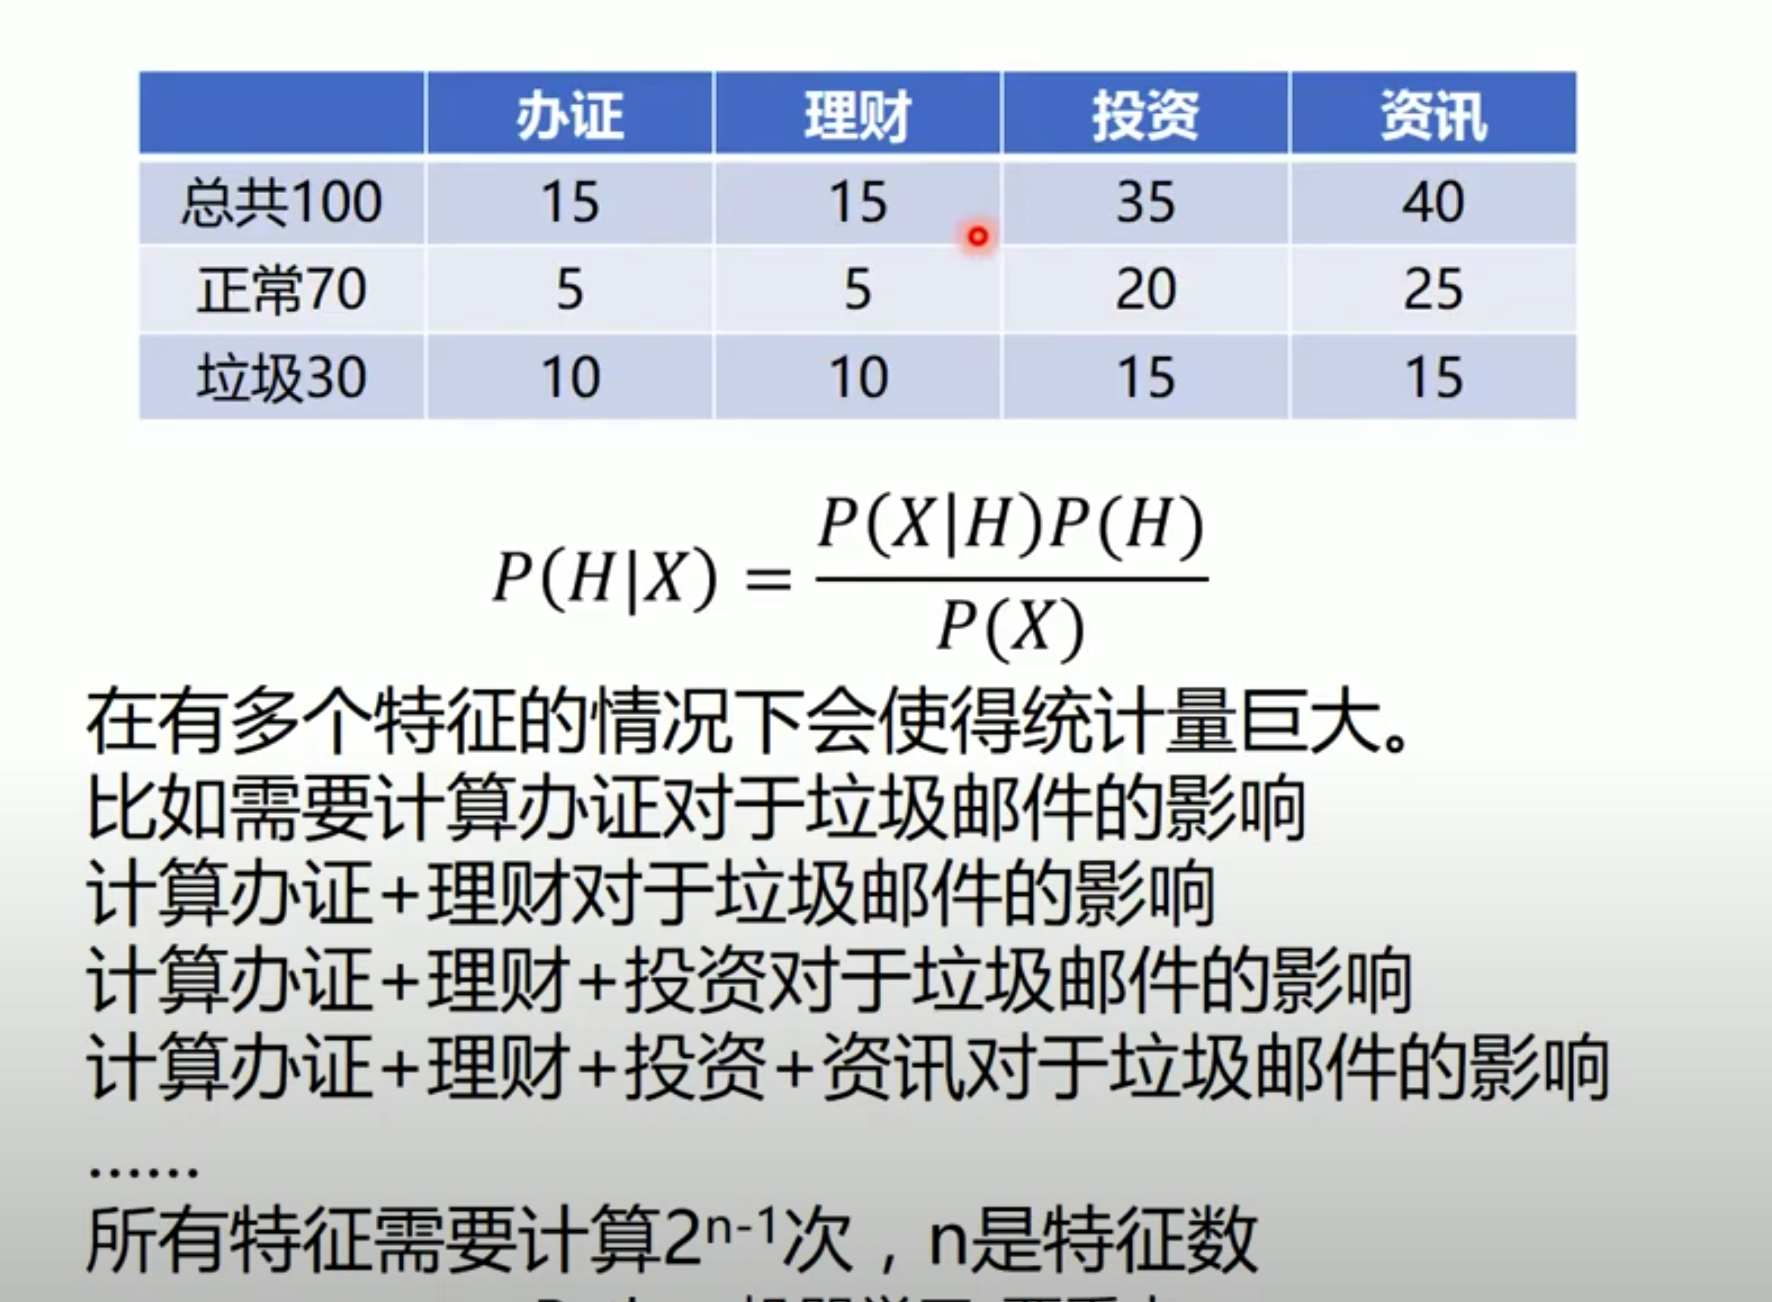 办证 理财 投资 资讯
总共100 15 15 35 40
正常70 5 5 20 25
垃圾30 10 10 15 15
P(H|X) = P(X|H)P(H) / P(X)
在有多个特征的情况下会使得统计量巨大。
比如需要计算办证对于垃圾邮件的影响
计算办证+理财对于垃圾邮件的影响
计算办证+理财+投资对于垃圾邮件的影响
计算办证+理财+投资+资讯对于垃圾邮件的影响
......
所有特征需要计算2ⁿ⁻¹次，n是特征数